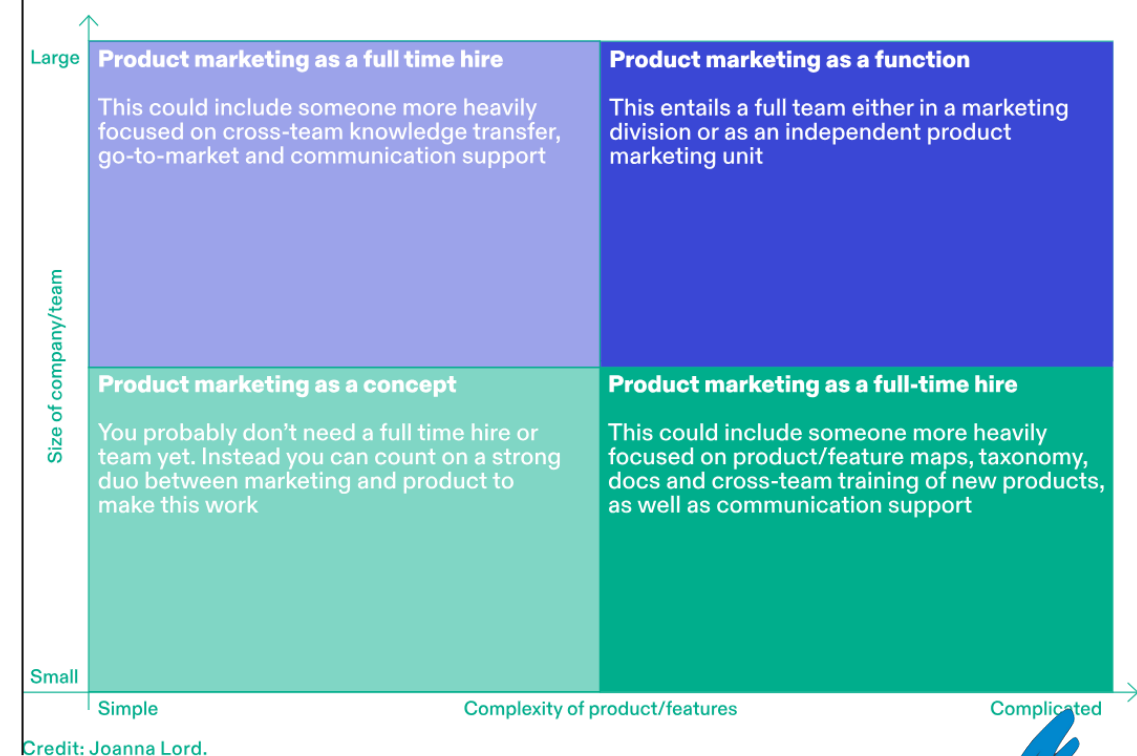 Large
Product marketing as a full time hire
This could include someone more heavily
focused on cross-team knowledge transfer,
go-to-market and communication support
Product marketing as a function
This entails a full team either in a marketing
division or as an independent product
marketing unit
Size of company/team
Product marketing as a concept
You probably don’t need a full time hire or
team yet. Instead you can count on a strong
duo between marketing and product to
make this work
Product marketing as a full-time hire
This could include someone more heavily
focused on product/feature maps, taxonomy,
docs and cross-team training of new products,
as well as communication support
Small
Simple
Complexity of product/features
Complicated
Credit: Joanna Lord.